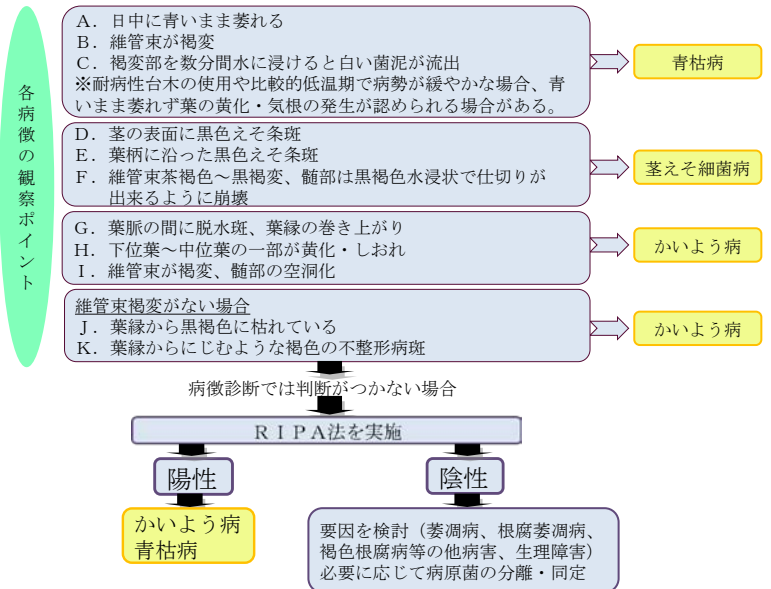 各病徴の観察ポイント
A．日中に青いまま萎れる
B．維管束が褐変
C．褐変部を数分間水に浸けると白い菌泥が流出
※耐病性台木の使用や比較的低温期で病勢が緩やかな場合、青
いまま萎れず葉の黄化・気根の発生が認められる場合がある。
青枯病
D．茎の表面に黒色えそ条斑
E．葉柄に沿った黒色えそ条斑
F．維管束茶褐色～黒褐変、髄部は黒褐色水浸状で仕切りが
出来るように崩壊
茎えそ細菌病
G．葉脈の間に脱水斑、葉縁の巻き上がり
H．下位葉～中位葉の一部が黄化・しおれ
I．維管束が褐変、髄部の空洞化
かいよう病
維管束褐変がない場合
J．葉縁から黒褐色に枯れている
K．葉縁からにじむような褐色の不整形病斑
かいよう病
病徴診断では判断がつかない場合
ＲＩＰＡ法を実施
陽性
陰性
かいよう病
青枯病
要因を検討（萎凋病、根腐萎凋病、
褐色根腐病等の他病害、生理障害）
必要に応じて病原菌の分離・同定